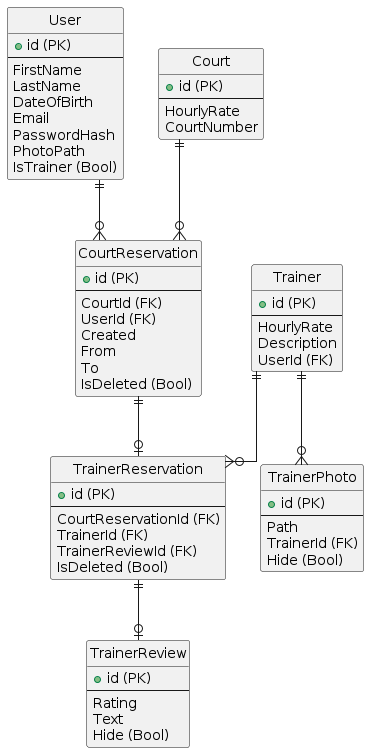 User
id (PK)
FirstName
LastName
DateOfBirth
Email
PasswordHash
PhotoPath
IsTrainer (Bool)
Court
id (PK)
HourlyRate
CourtNumber
CourtReservation
id (PK)
CourtId (FK)
UserId (FK)
Created
From
To
IsDeleted (Bool)
Trainer
id (PK)
HourlyRate
Description
UserId (FK)
TrainerReservation
id (PK)
CourtReservationId (FK)
TrainerId (FK)
TrainerReviewId (FK)
IsDeleted (Bool)
TrainerPhoto
id (PK)
Path
TrainerId (FK)
Hide (Bool)
TrainerReview
id (PK)
Rating
Text
Hide (Bool)